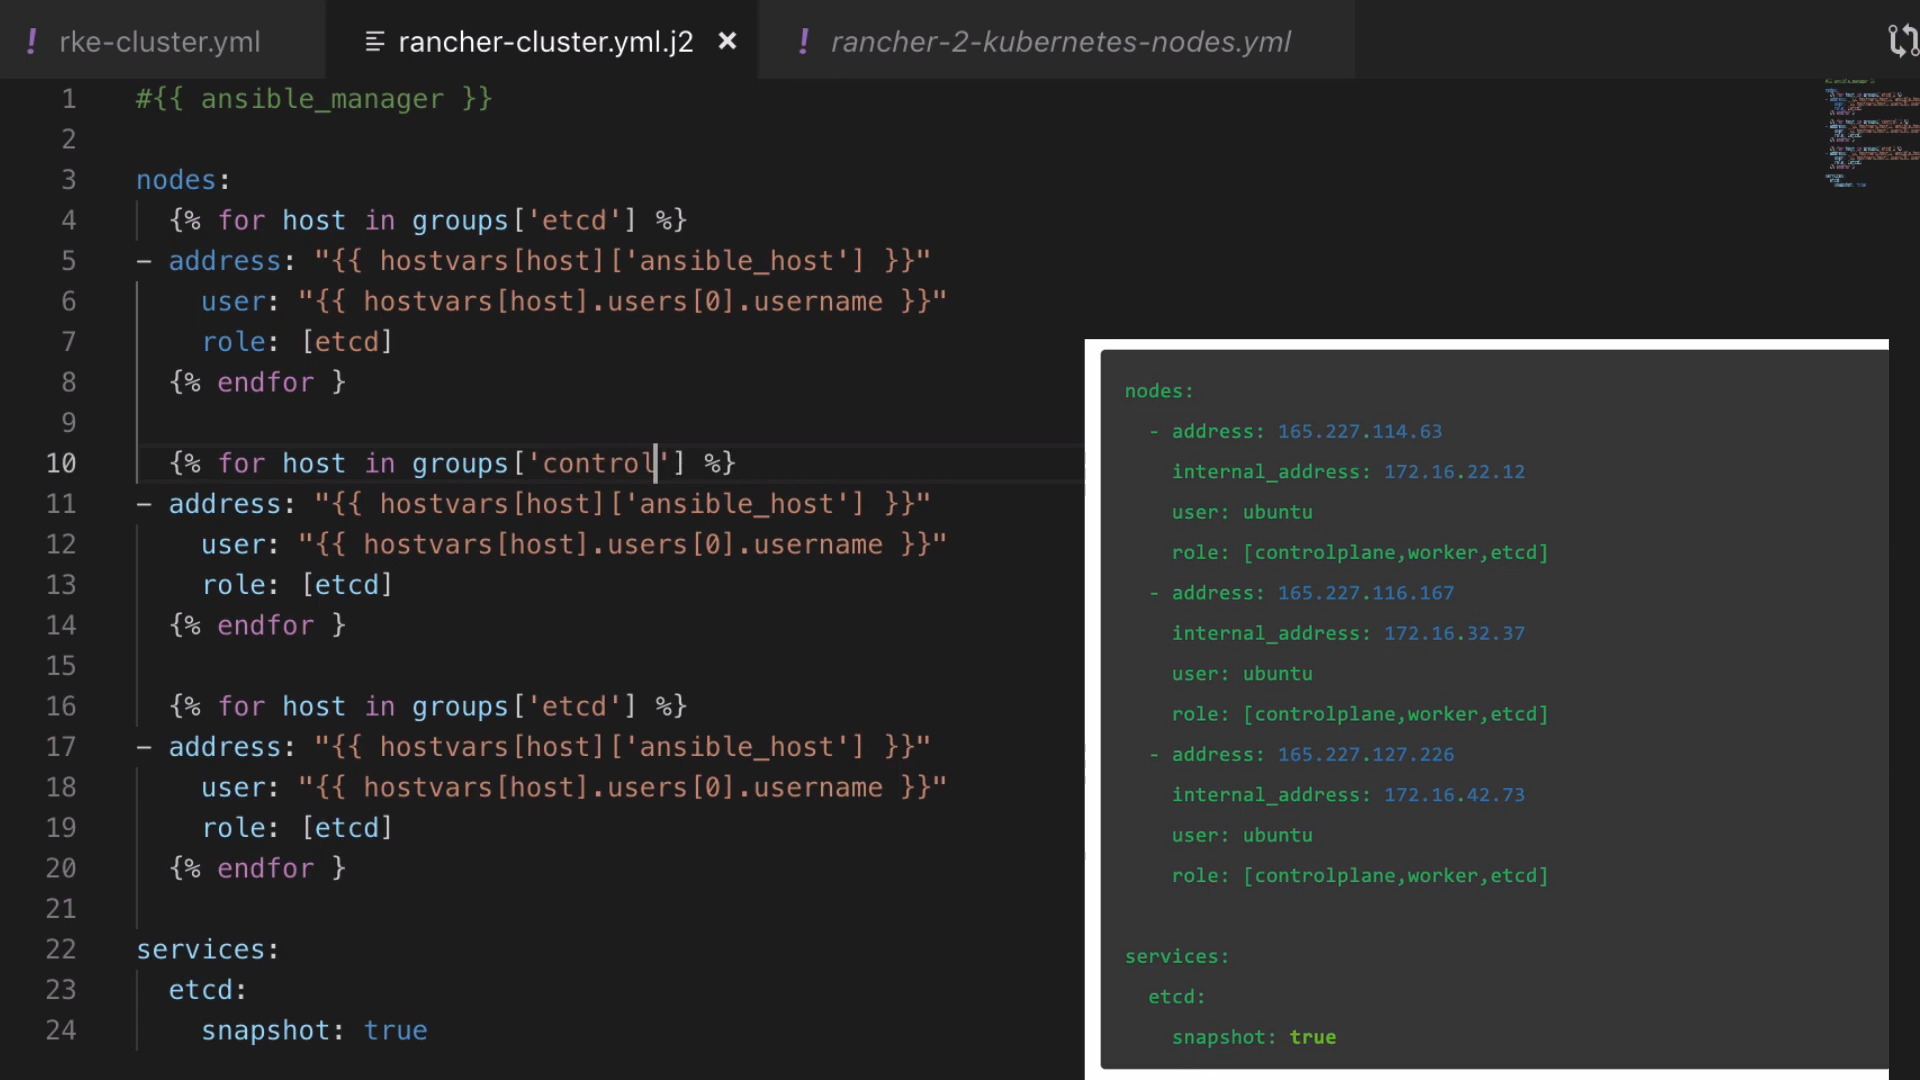 ! rke-cluster.yml
rancher-cluster.yml.j2 ×
! rancher-2-kubernetes-nodes.yml
1 #{{ ansible_manager }}
2
3 nodes:
4 {% for host in groups['etcd'] %}
5 - address: "{{ hostvars[host]['ansible_host'] }}"
6 user: "{{ hostvars[host].users[0].username }}"
7 role: [etcd]
8 {% endfor }
9
10 {% for host in groups['control'] %}
11 - address: "{{ hostvars[host]['ansible_host'] }}"
12 user: "{{ hostvars[host].users[0].username }}"
13 role: [etcd]
14 {% endfor }
15
16 {% for host in groups['etcd'] %}
17 - address: "{{ hostvars[host]['ansible_host'] }}"
18 user: "{{ hostvars[host].users[0].username }}"
19 role: [etcd]
20 {% endfor }
21
22 services:
23 etcd:
24 snapshot: true
nodes:
- address: 165.227.114.63
internal_address: 172.16.22.12
user: ubuntu
role: [controlplane,worker,etcd]
- address: 165.227.116.167
internal_address: 172.16.32.37
user: ubuntu
role: [controlplane,worker,etcd]
- address: 165.227.127.226
internal_address: 172.16.42.73
user: ubuntu
role: [controlplane,worker,etcd]
services:
etcd:
snapshot: true